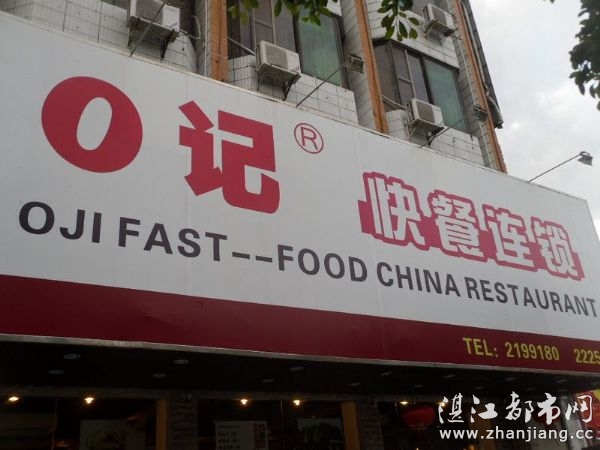 O记® 快餐连锁
OJI FAST--FOOD CHINA RESTAURANT
TEL: 2199180 2225
湛江都市网
www.zhanjiang.cc